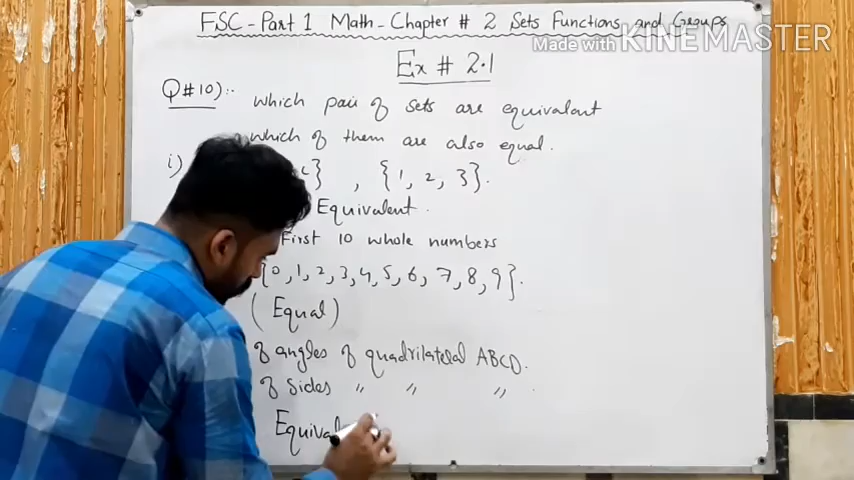 FSC-Part 1 Math-Chapter # 2 Sets Functions and Groups
Made with KINEMASTER
Ex # 2.1
Q#10):- which pair of sets are equivalent
which of them are also equal.
i) c} , {1, 2, 3}.
Equivalent.
First 10 whole numbers
{0,1,2,3,4,5,6,7,8,9}.
(Equal)
of angles of quadrilateral ABCD.
of Sides " " " .
Equival